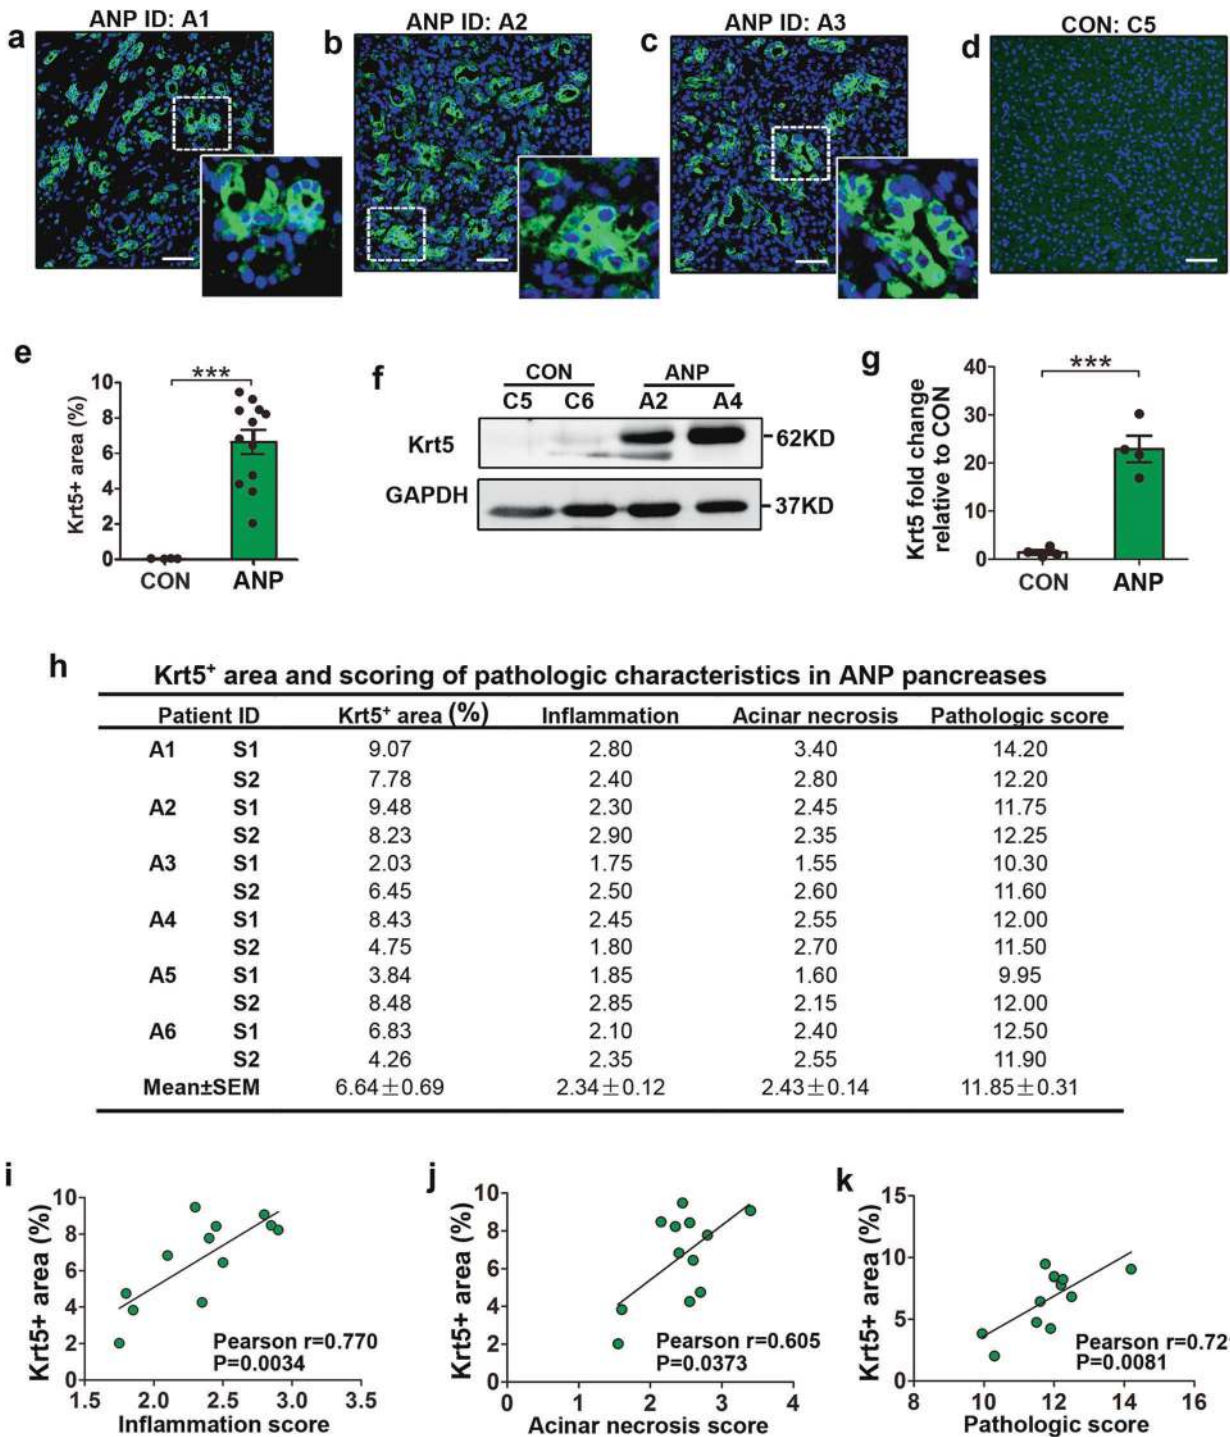 a ANP ID: A1
b ANP ID: A2
c ANP ID: A3
d CON: C5
e
***
Krt5+ area (%)
10
8
6
4
2
0
CON ANP
f
CON ANP
C5 C6 A2 A4
Krt5 -62KD
GAPDH -37KD
g
***
Krt5 fold change
relative to CON
40
30
20
10
0
CON ANP
h
Krt5+ area and scoring of pathologic characteristics in ANP pancreases
Patient ID Krt5+ area (%) Inflammation Acinar necrosis Pathologic score
A1 S1 9.07 2.80 3.40 14.20
S2 7.78 2.40 2.80 12.20
A2 S1 9.48 2.30 2.45 11.75
S2 8.23 2.90 2.35 12.25
A3 S1 2.03 1.75 1.55 10.30
S2 6.45 2.50 2.60 11.60
A4 S1 8.43 2.45 2.55 12.00
S2 4.75 1.80 2.70 11.50
A5 S1 3.84 1.85 1.60 9.95
S2 8.48 2.85 2.15 12.00
A6 S1 6.83 2.10 2.40 12.50
S2 4.26 2.35 2.55 11.90
Mean±SEM 6.64±0.69 2.34±0.12 2.43±0.14 11.85±0.31
i
Krt5+ area (%)
10
8
6
4
2
0
Pearson r=0.770
P=0.0034
1.5 2.0 2.5 3.0 3.5
Inflammation score
j
Krt5+ area (%)
10
8
6
4
2
0
Pearson r=0.605
P=0.0373
0 1 2 3 4
Acinar necrosis score
k
Krt5+ area (%)
15
10
5
0
Pearson r=0.72
P=0.0081
8 10 12 14 16
Pathologic score